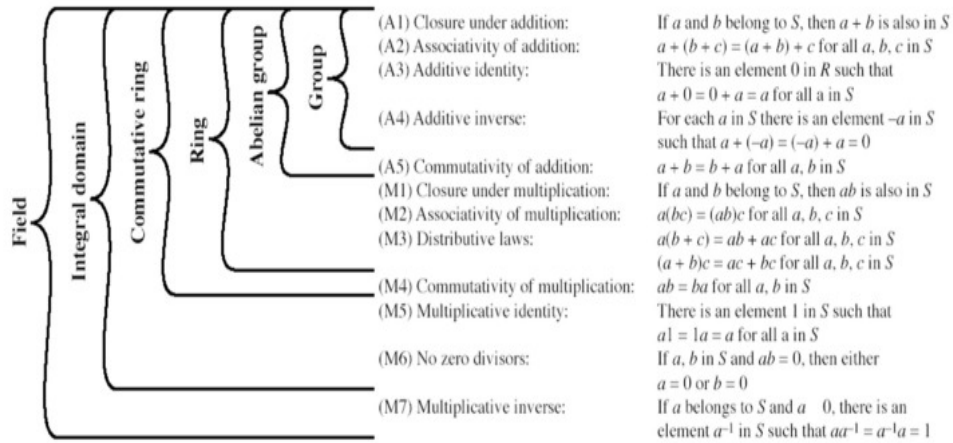 Field
Integral domain
Commutative ring
Ring
Abelian group
Group
(A1) Closure under addition: If a and b belong to S, then a + b is also in S
(A2) Associativity of addition: a + (b + c) = (a + b) + c for all a, b, c in S
(A3) Additive identity: There is an element 0 in R such that
a + 0 = 0 + a = a for all a in S
(A4) Additive inverse: For each a in S there is an element –a in S
such that a + (–a) = (–a) + a = 0
(A5) Commutativity of addition: a + b = b + a for all a, b in S
(M1) Closure under multiplication: If a and b belong to S, then ab is also in S
(M2) Associativity of multiplication: a(bc) = (ab)c for all a, b, c in S
(M3) Distributive laws: a(b + c) = ab + ac for all a, b, c in S
(a + b)c = ac + bc for all a, b, c in S
(M4) Commutativity of multiplication: ab = ba for all a, b in S
(M5) Multiplicative identity: There is an element 1 in S such that
a1 = 1a = a for all a in S
(M6) No zero divisors: If a, b in S and ab = 0, then either
a = 0 or b = 0
(M7) Multiplicative inverse: If a belongs to S and a 0, there is an
element a⁻¹ in S such that aa⁻¹ = a⁻¹a = 1